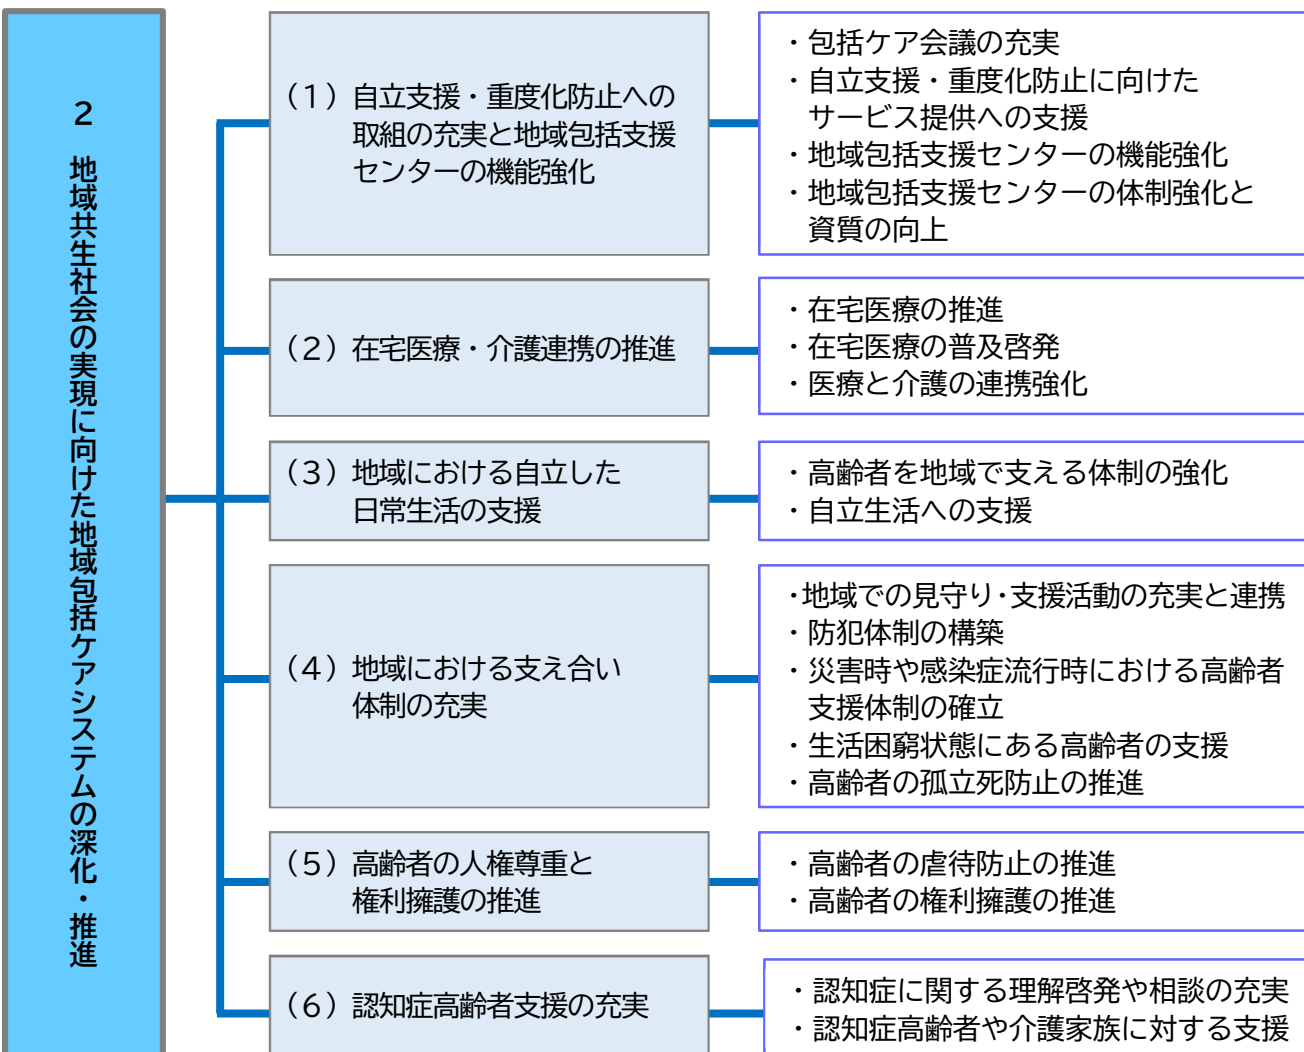 2 地域共生社会の実現に向けた地域包括ケアシステムの深化・推進
（1）自立支援・重度化防止への
取組の充実と地域包括支援
センターの機能強化
・包括ケア会議の充実
・自立支援・重度化防止に向けた
サービス提供への支援
・地域包括支援センターの機能強化
・地域包括支援センターの体制強化と
資質の向上
（2）在宅医療・介護連携の推進
・在宅医療の推進
・在宅医療の普及啓発
・医療と介護の連携強化
（3）地域における自立した
日常生活の支援
・高齢者を地域で支える体制の強化
・自立生活への支援
（4）地域における支え合い
体制の充実
・地域での見守り・支援活動の充実と連携
・防犯体制の構築
・災害時や感染症流行時における高齢者
支援体制の確立
・生活困窮状態にある高齢者の支援
・高齢者の孤立死防止の推進
（5）高齢者の人権尊重と
権利擁護の推進
・高齢者の虐待防止の推進
・高齢者の権利擁護の推進
（6）認知症高齢者支援の充実
・認知症に関する理解啓発や相談の充実
・認知症高齢者や介護家族に対する支援